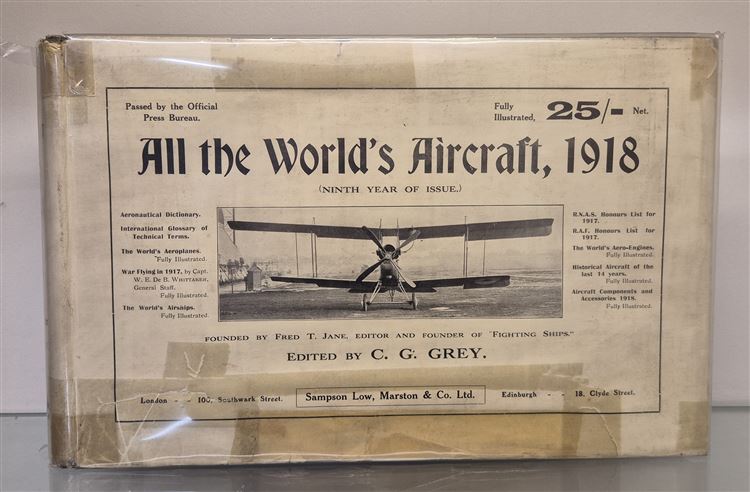 Passed by the Official
Press Bureau.
Fully
Illustrated, 25/- Net.
All the World's Aircraft, 1918
(NINTH YEAR OF ISSUE.)
Aeronautical Dictionary.
International Glossary of
Technical Terms.
The World's Aeroplanes.
Fully Illustrated.
War Flying in 1917, by Capt.
W. E. De B. WHITTAKER,
General Staff.
Fully Illustrated.
The World's Airships.
Fully Illustrated.
R.N.A.S. Honours List for
1917.
R.A.F. Honours List for
1917.
The World's Aero-Engines.
Fully Illustrated.
Historical Aircraft of the
last 14 years.
Fully Illustrated.
Aircraft Components and
Accessories 1918.
Fully Illustrated.
FOUNDED BY FRED T. JANE, EDITOR AND FOUNDER OF "FIGHTING SHIPS."
EDITED BY C. G. GREY.
London - - 100, Southwark Street.
Sampson Low, Marston & Co. Ltd.
Edinburgh - - 18, Clyde Street.